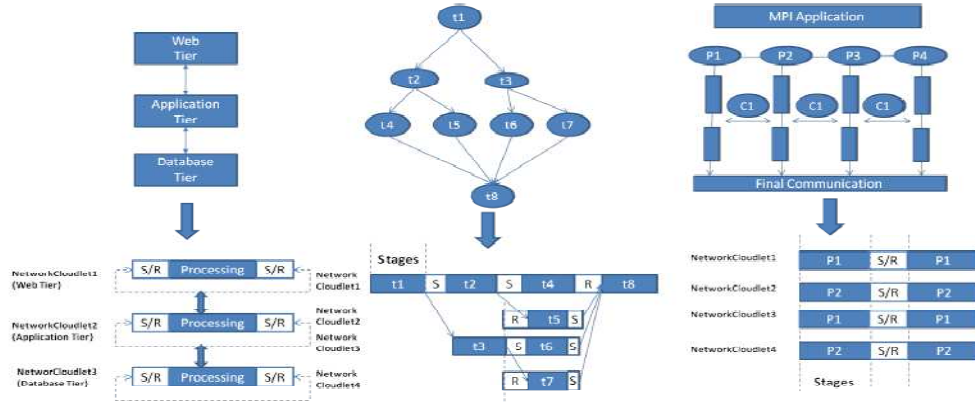 Web
Tier
Application
Tier
Database
Tier
NetworkCloudlet1
(Web Tier)
S/R Processing S/R
Network
Cloudlet1
NetworkCloudlet2
(Application Tier)
S/R Processing S/R
Network
Cloudlet2
Network
Cloudlet3
NetworkCloudlet3
(Database Tier)
S/R Processing S/R
Network
Cloudlet4
t1
t2 t3
t4 t5 t6 t7
t8
Stages
t1 S t2 S t4 R t8
R t5 S
t3 S t6 S
R t7 S
MPI Application
P1 P2 P3 P4
C1 C1 C1
Final Communication
NetworkCloudlet1 P1 S/R P1
NetworkCloudlet2 P2 S/R P2
NetworkCloudlet3 P1 S/R P1
NetworkCloudlet4 P2 S/R P2
Stages